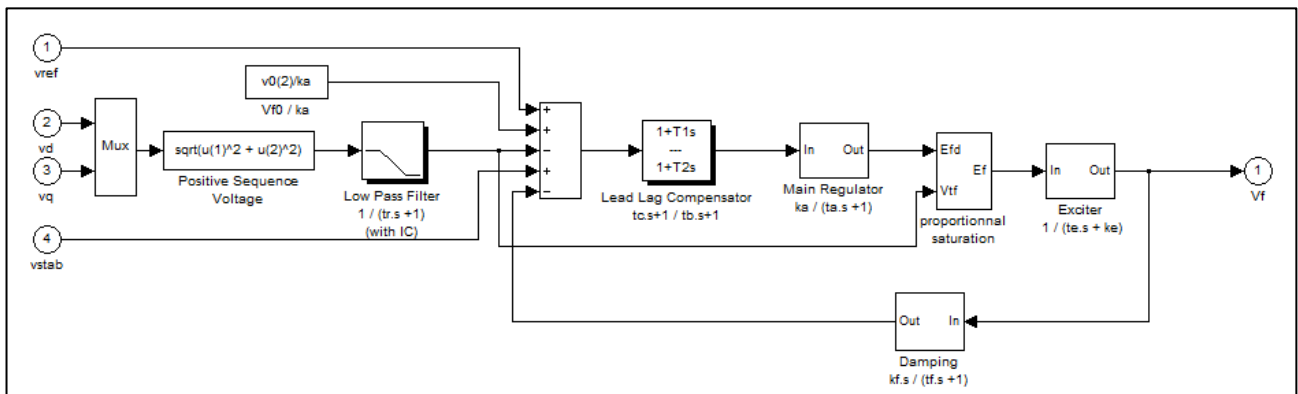 1
vref
v0(2)/ka
Vf0 / ka
2
vd
3
vq
Mux
sqrt(u(1)^2 + u(2)^2)
Positive Sequence
Voltage
Low Pass Filter
1 / (tr.s +1)
(with IC)
4
vstab
+
+
−
+
−
1+T1s
---
1+T2s
Lead Lag Compensator
tc.s+1 / tb.s+1
In Out
Main Regulator
ka / (ta.s +1)
Efd
Ef
Vtf
proportionnal
saturation
In Out
Exciter
1 / (te.s + ke)
1
Vf
Out In
Damping
kf.s / (tf.s +1)